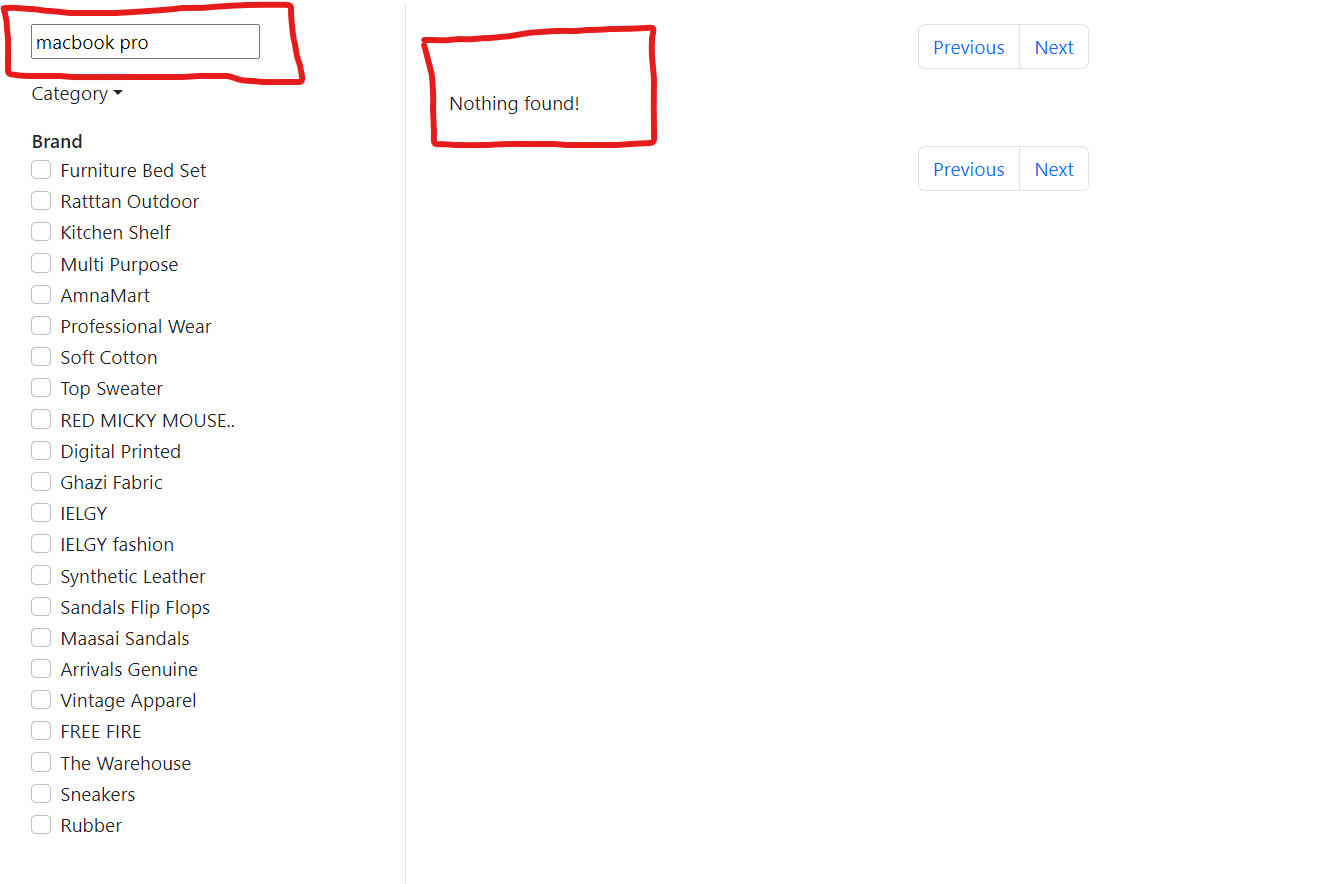 macbook pro
Category
Brand
Furniture Bed Set
Ratttan Outdoor
Kitchen Shelf
Multi Purpose
AmnaMart
Professional Wear
Soft Cotton
Top Sweater
RED MICKY MOUSE..
Digital Printed
Ghazi Fabric
IELGY
IELGY fashion
Synthetic Leather
Sandals Flip Flops
Maasai Sandals
Arrivals Genuine
Vintage Apparel
FREE FIRE
The Warehouse
Sneakers
Rubber
Previous Next
Nothing found!
Previous Next